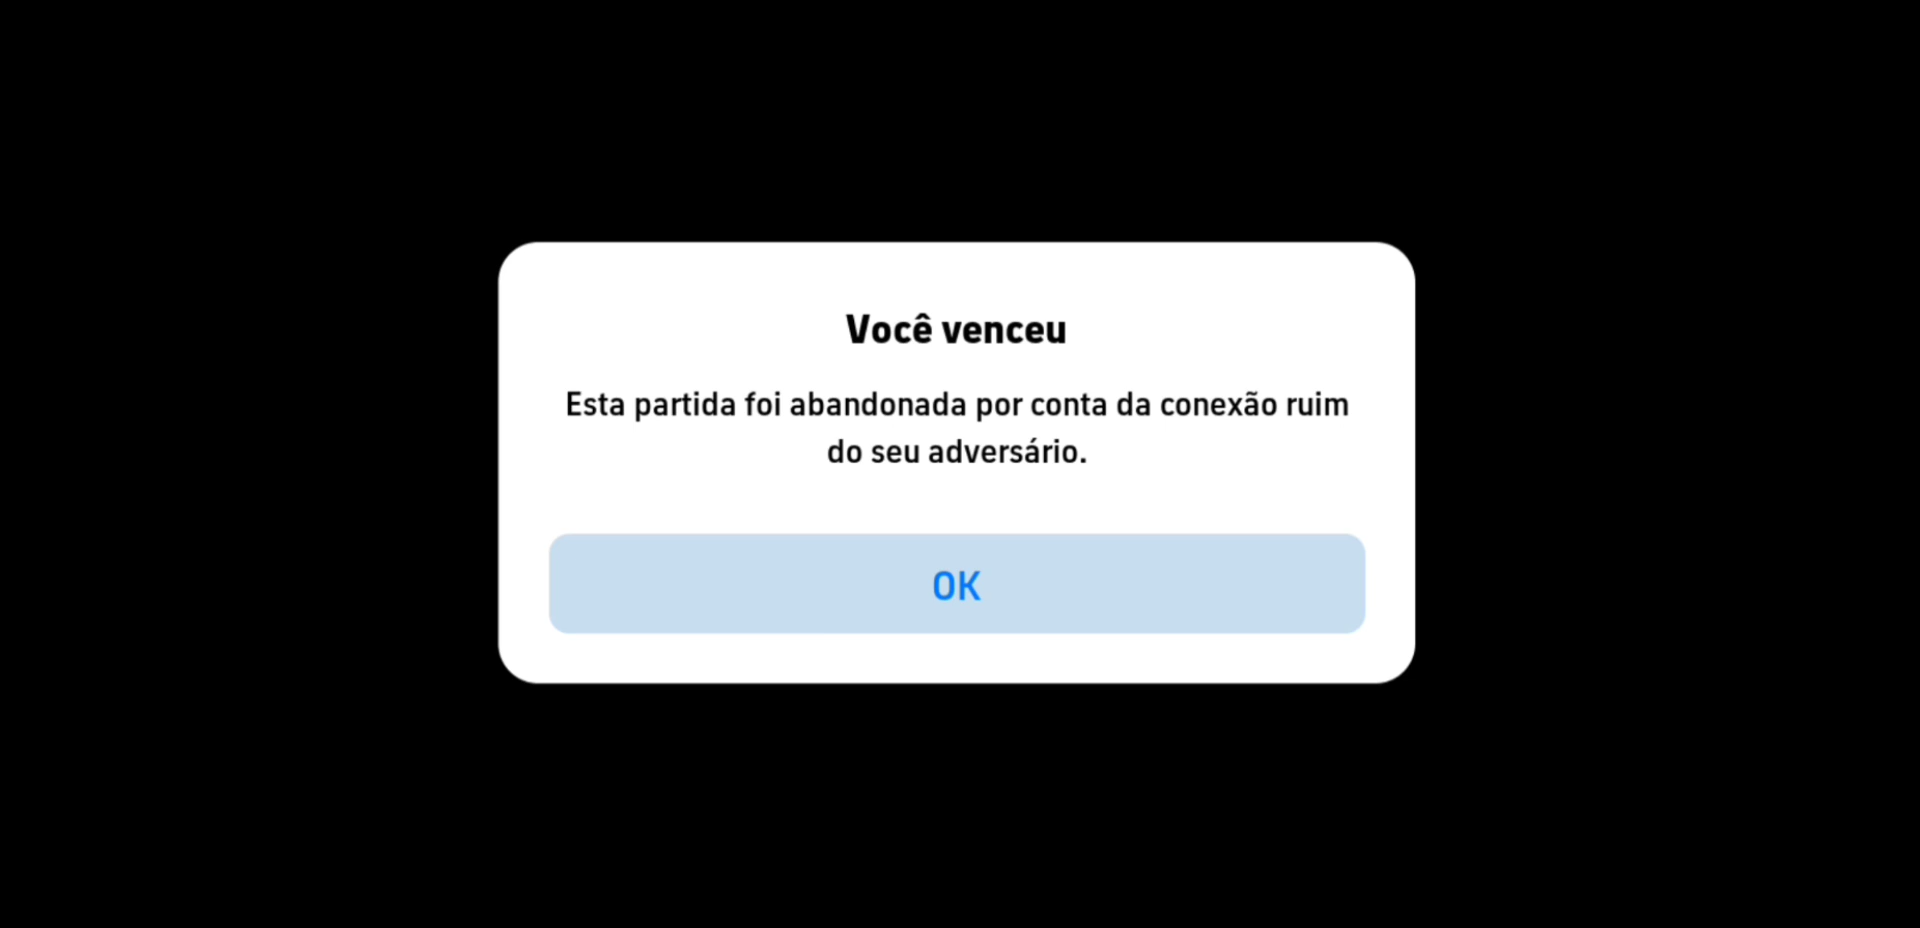 Você venceu
Esta partida foi abandonada por conta da conexão ruim
do seu adversário.
OK